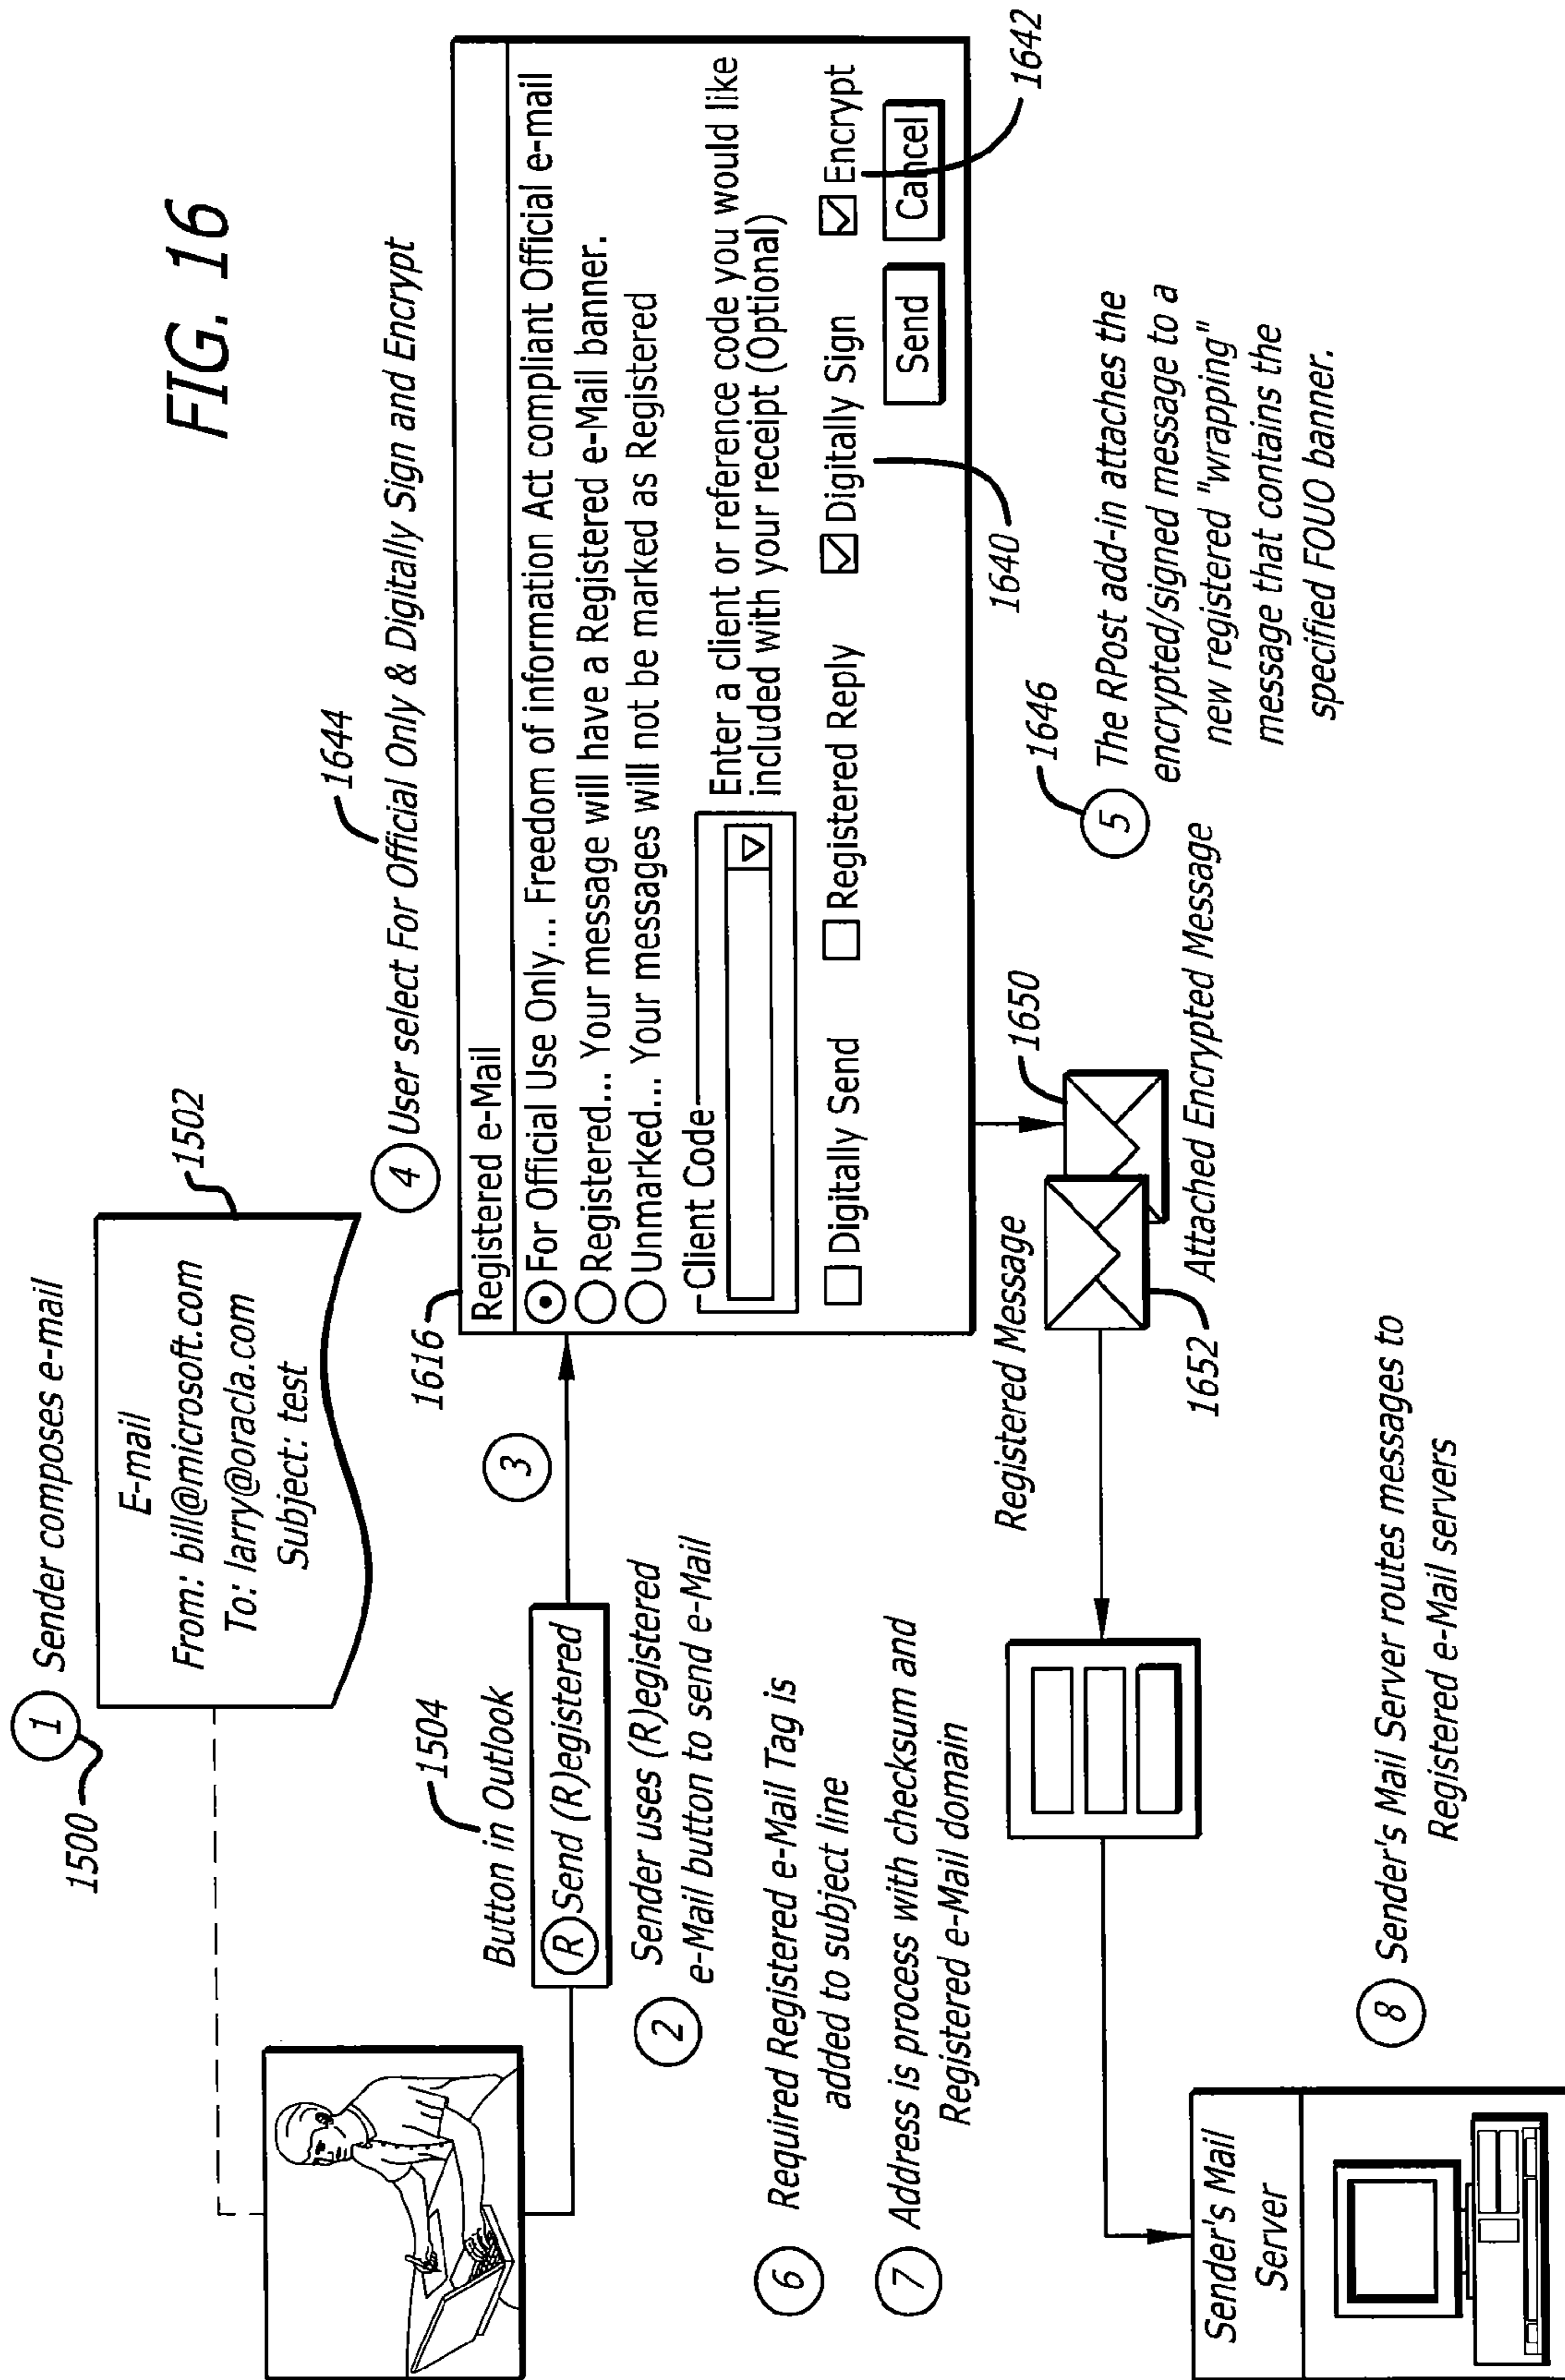 FIG. 16
1500
1 Sender composes e-mail
E-mail
From: bill@microsoft.com
To: larry@oracla.com
Subject: test
1502
1504
Button in Outlook
R Send (R)egistered
2 Sender uses (R)egistered
e-Mail button to send e-Mail
3
1644
4 User select For Official Only & Digitally Sign and Encrypt
1616
Registered e-Mail
For Official Use Only... Freedom of information Act compliant Official e-mail
Registered... Your message will have a Registered e-Mail banner.
Unmarked... Your messages will not be marked as Registered
Client Code
Enter a client or reference code you would like
included with your receipt (Optional)
Digitally Send
Registered Reply
Digitally Sign
Encrypt
Send
Cancel
1640
1642
1646
5 The RPost add-in attaches the
encrypted/signed message to a
new registered "wrapping"
message that contains the
specified FOUO banner.
6 Required Registered e-Mail Tag is
added to subject line
7 Address is process with checksum and
Registered e-Mail domain
Registered Message
1650
1652
Attached Encrypted Message
Sender's Mail
Server
8 Sender's Mail Server routes messages to
Registered e-Mail servers